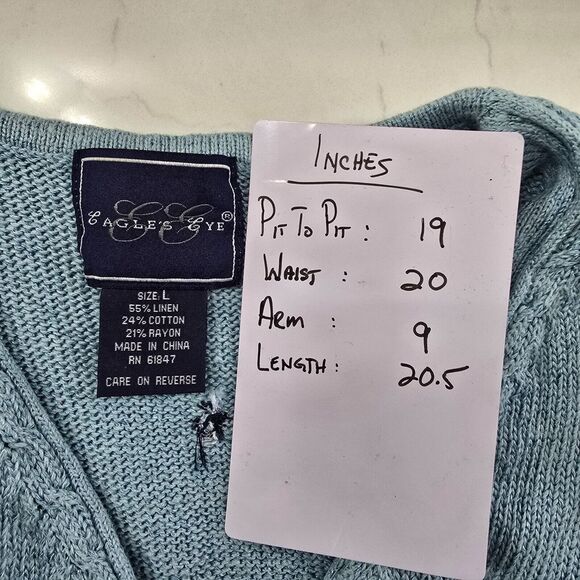 EAGLE'S EYE®
SIZE: L
55% LINEN
24% COTTON
21% RAYON
MADE IN CHINA
RN 61847
CARE ON REVERSE
INCHES
PIT TO PIT : 19
WAIST : 20
ARM : 9
LENGTH : 20.5